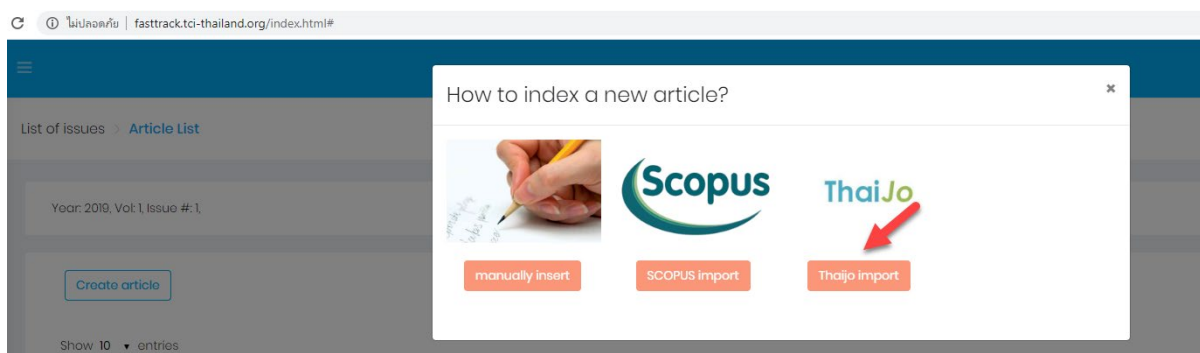 ไม่ปลอดภัย | fasttrack.tci-thailand.org/index.html#
How to index a new article?
×
List of issues > Article List
Year: 2019, Vol: 1, Issue #: 1,
Scopus
ThaiJo
manually insert
SCOPUS import
Thaijo import
Create article
Show 10 entries